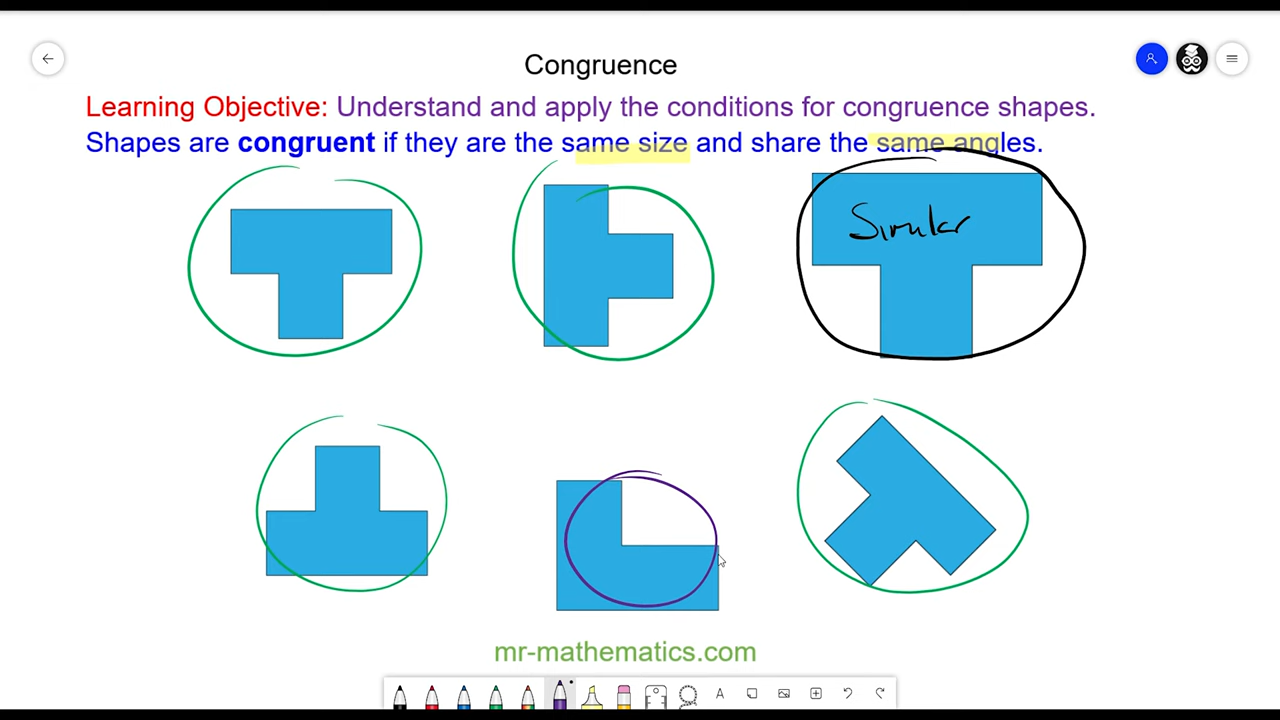 Congruence
Learning Objective: Understand and apply the conditions for congruence shapes.
Shapes are congruent if they are the same size and share the same angles.
Similar
mr-mathematics.com
A